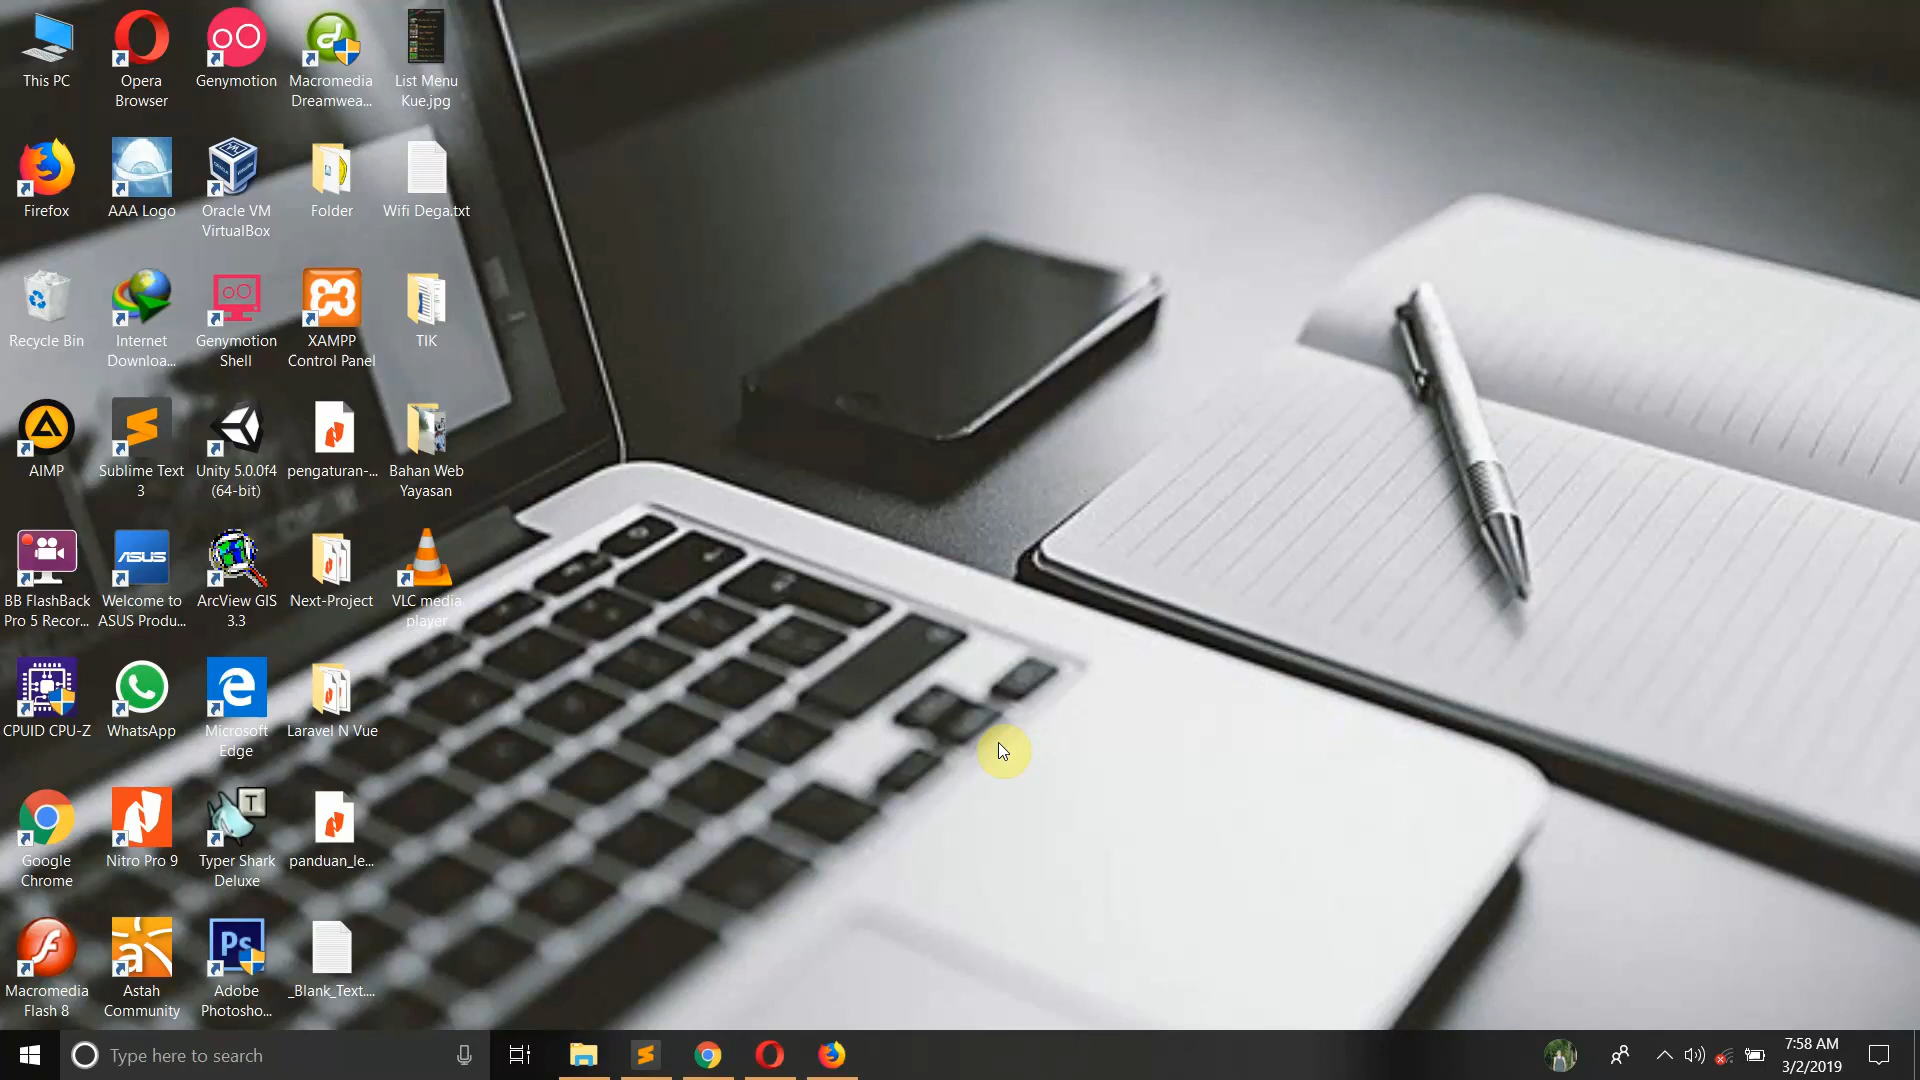 This PC
Opera
Browser
Genymotion
Macromedia
Dreamwea...
List Menu
Kue.jpg
Firefox
AAA Logo
Oracle VM
VirtualBox
Folder
Wifi Dega.txt
Recycle Bin
Internet
Downloa...
Genymotion
Shell
XAMPP
Control Panel
TIK
AIMP
Sublime Text
3
Unity 5.0.0f4
(64-bit)
pengaturan-...
Bahan Web
Yayasan
BB FlashBack
Pro 5 Recor...
ASUS
Welcome to
ASUS Produ...
ArcView GIS
3.3
Next-Project
VLC media
player
CPUID CPU-Z
WhatsApp
Microsoft
Edge
Laravel N Vue
Google
Chrome
Nitro Pro 9
T
Typer Shark
Deluxe
panduan_le...
Macromedia
Flash 8
Astah
Community
Ps
Adobe
Photosho...
_Blank_Text....
Type here to search
7:58 AM
3/2/2019